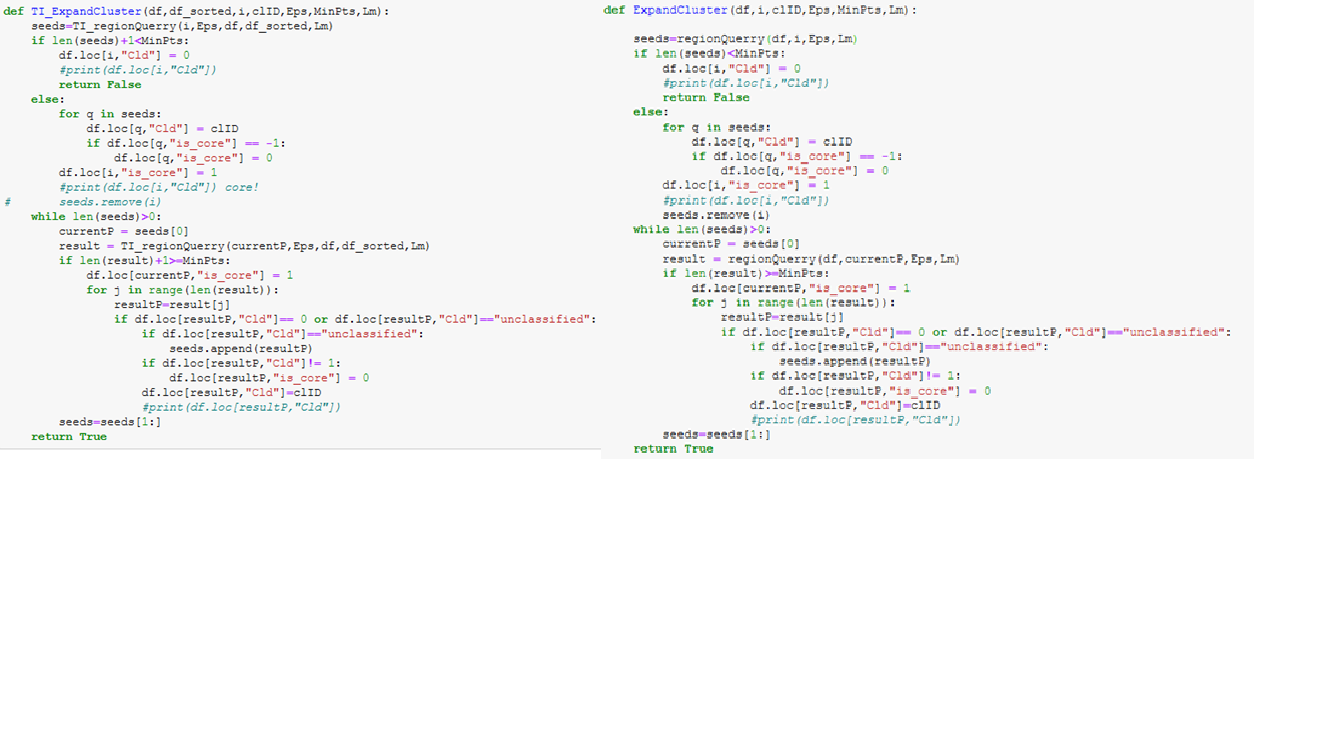 def TI_ExpandCluster(df,df_sorted,i,clID,Eps,MinPts,Lm):
    seeds=TI_regionQuerry(i,Eps,df,df_sorted,Lm)
    if len(seeds)+1<MinPts:
        df.loc[i,"Cld"] = 0
        #print(df.loc[i,"Cld"])
        return False
    else:
        for q in seeds:
            df.loc[q,"Cld"] = clID
            if df.loc[q,"is_core"] == -1:
                df.loc[q,"is_core"] = 0
        df.loc[i,"is_core"] = 1
        #print(df.loc[i,"Cld"]) core!
#       seeds.remove(i)
    while len(seeds)>0:
        currentP = seeds[0]
        result = TI_regionQuerry(currentP,Eps,df,df_sorted,Lm)
        if len(result)+1>=MinPts:
            df.loc[currentP,"is_core"] = 1
            for j in range(len(result)):
                resultP=result[j]
                if df.loc[resultP,"Cld"]== 0 or df.loc[resultP,"Cld"]=="unclassified":
                    if df.loc[resultP,"Cld"]=="unclassified":
                        seeds.append(resultP)
                    if df.loc[resultP,"Cld"]!= 1:
                        df.loc[resultP,"is_core"] = 0
                    df.loc[resultP,"Cld"]=clID
                    #print(df.loc[resultP,"Cld"])
        seeds=seeds[1:]
    return True
def ExpandCluster(df,i,clID,Eps,MinPts,Lm):
    seeds=regionQuerry(df,i,Eps,Lm)
    if len(seeds)<MinPts:
        df.loc[i,"Cld"] = 0
        #print(df.loc[i,"Cld"])
        return False
    else:
        for q in seeds:
            df.loc[q,"Cld"] = clID
            if df.loc[q,"is_core"] == -1:
                df.loc[q,"is_core"] = 0
        df.loc[i,"is_core"] = 1
        #print(df.loc[i,"Cld"])
        seeds.remove(i)
    while len(seeds)>0:
        currentP = seeds[0]
        result = regionQuerry(df,currentP,Eps,Lm)
        if len(result)>=MinPts:
            df.loc[currentP,"is_core"] = 1
            for j in range(len(result)):
                resultP=result[j]
                if df.loc[resultP,"Cld"]== 0 or df.loc[resultP,"Cld"]=="unclassified":
                    if df.loc[resultP,"Cld"]=="unclassified":
                        seeds.append(resultP)
                    if df.loc[resultP,"Cld"]!= 1:
                        df.loc[resultP,"is_core"] = 0
                    df.loc[resultP,"Cld"]=clID
                    #print(df.loc[resultP,"Cld"])
        seeds=seeds[1:]
    return True